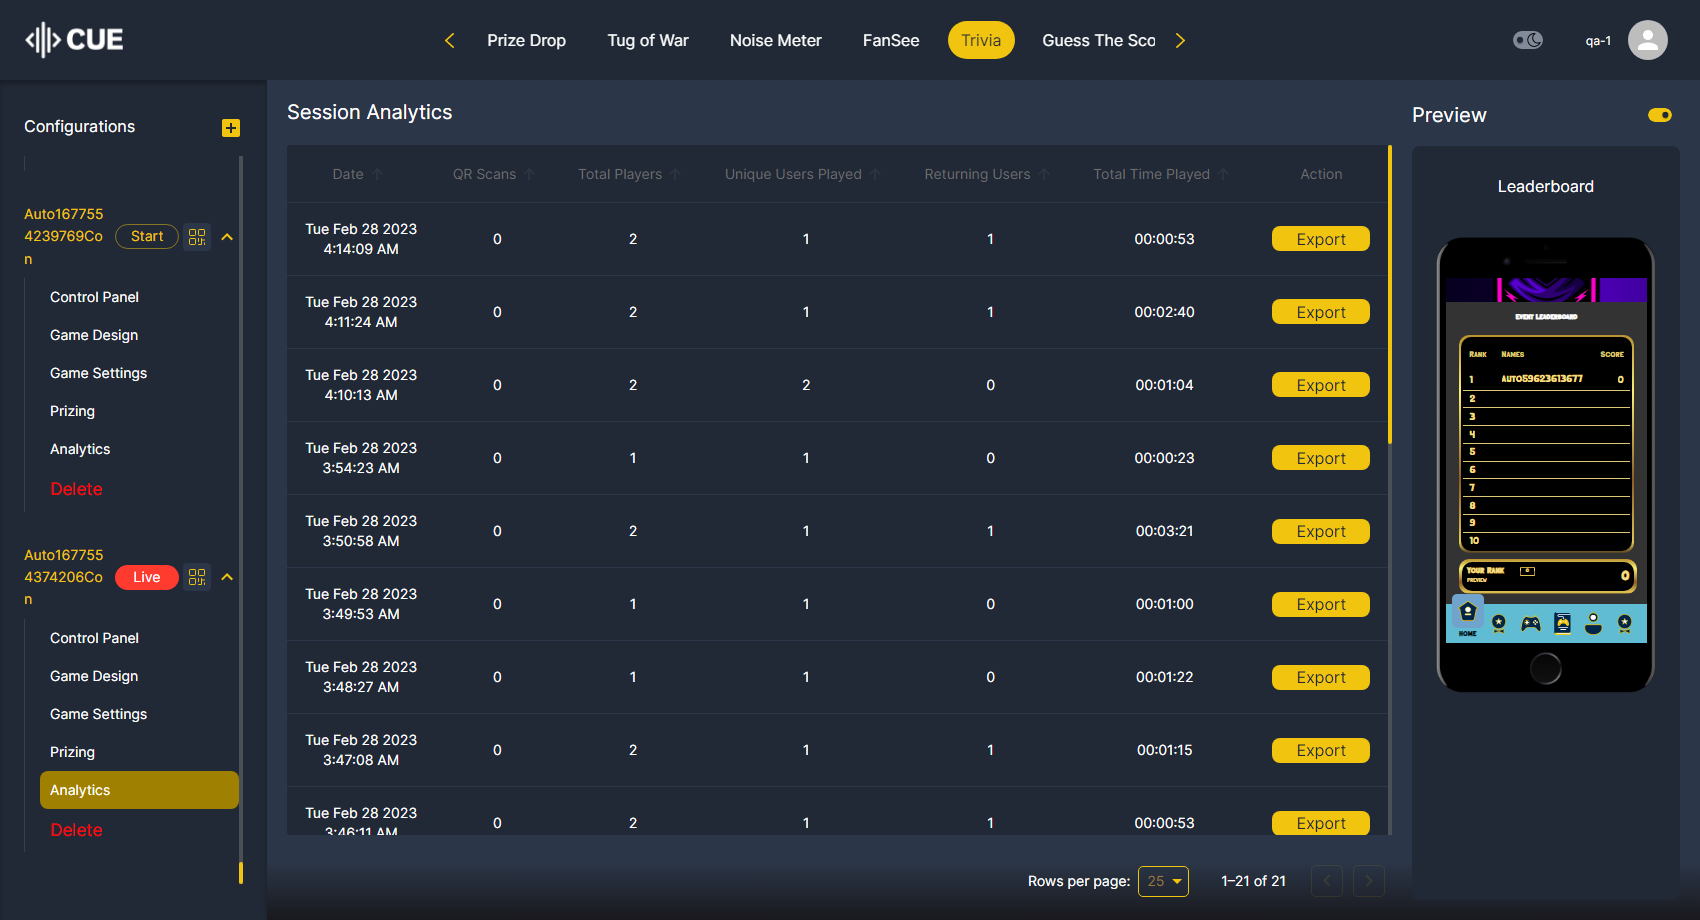 CUE
Prize Drop
Tug of War
Noise Meter
FanSee
Trivia
Guess The Sco
qa-1
Configurations
Auto167755
4239769Co
n
Start
Control Panel
Game Design
Game Settings
Prizing
Analytics
Delete
Auto167755
4374206Co
n
Live
Control Panel
Game Design
Game Settings
Prizing
Analytics
Delete
Session Analytics
Date QR Scans Total Players Unique Users Played Returning Users Total Time Played Action
Tue Feb 28 2023
4:14:09 AM
0 2 1 1 00:00:53 Export
Tue Feb 28 2023
4:11:24 AM
0 2 1 1 00:02:40 Export
Tue Feb 28 2023
4:10:13 AM
0 2 2 0 00:01:04 Export
Tue Feb 28 2023
3:54:23 AM
0 1 1 0 00:00:23 Export
Tue Feb 28 2023
3:50:58 AM
0 2 1 1 00:03:21 Export
Tue Feb 28 2023
3:49:53 AM
0 1 1 0 00:01:00 Export
Tue Feb 28 2023
3:48:27 AM
0 1 1 0 00:01:22 Export
Tue Feb 28 2023
3:47:08 AM
0 2 1 1 00:01:15 Export
Tue Feb 28 2023
3:46:11 AM
0 2 1 1 00:00:53 Export
Rows per page: 25 1–21 of 21
Preview
Leaderboard
EVENT LEADERBOARD
RANK NAMES SCORE
1 AUTO59623613677 0
2
3
4
5
6
7
8
9
10
YOUR RANK
PREVIEW
0
HOME